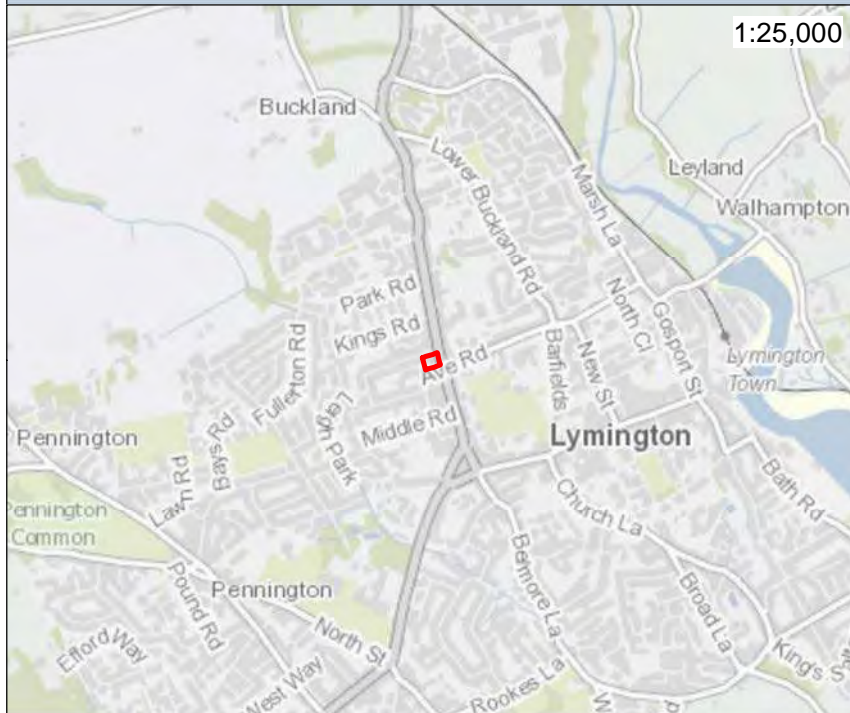 1:25,000
Buckland
Lower Buckland Rd
Marsh La
Leyland
Walhampton
Park Rd
Kings Rd
North Cl
Gosport St
Fullerton Rd
Ave Rd
Barfields
New St
Lymington
Town
Leigh Park
Middle Rd
Lymington
Bays Rd
Pennington
Lawn Rd
Bath Rd
Pennington
Common
Church La
Pound Rd
Pennington
Belmore La
Broad La
Efford Way
North St
King's
West Way
Rookes La